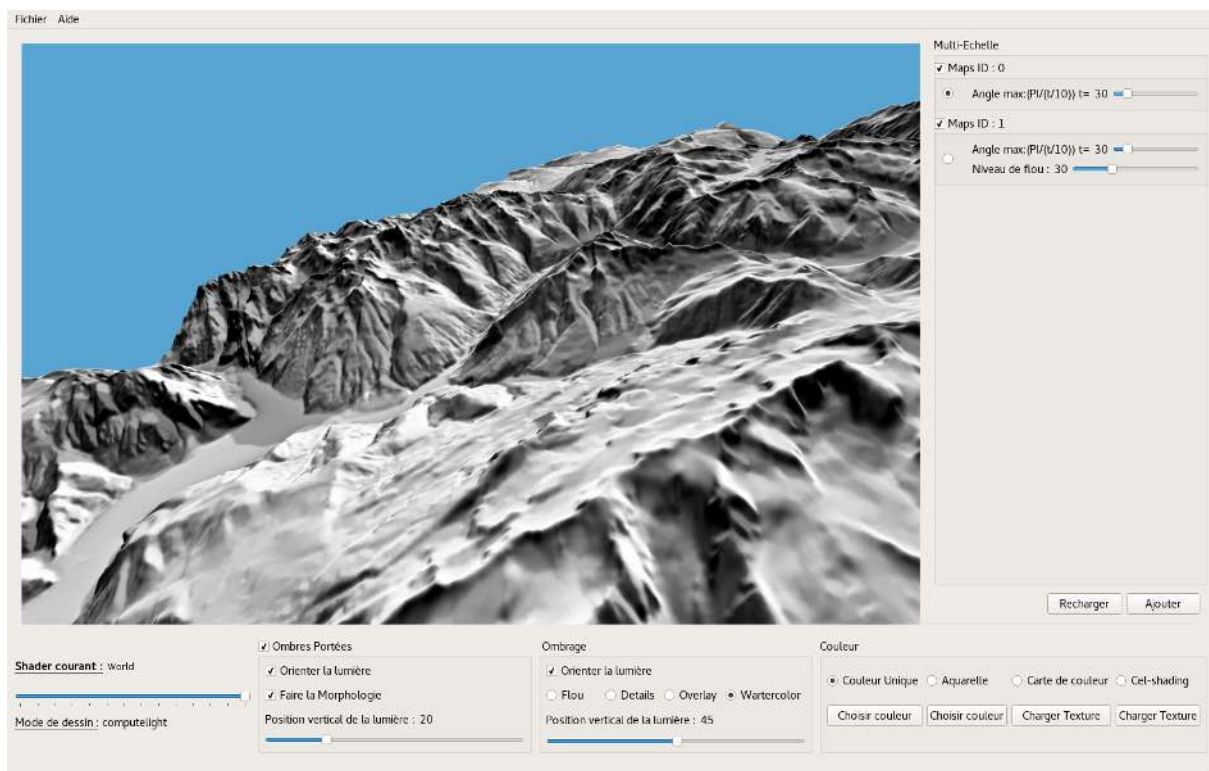 Fichier Aide
Multi-Echelle
Maps ID : 0
Angle max:(PI/(t/10)) t= 30
Maps ID : 1
Angle max:(PI/(t/10)) t= 30
Niveau de flou : 30
Recharger Ajouter
Shader courant : World
Mode de dessin : computelight
Ombres Portées
Orienter la lumière
Faire la Morphologie
Position vertical de la lumière : 20
Ombrage
Orienter la lumière
Flou Details Overlay Wartercolor
Position vertical de la lumière : 45
Couleur
Couleur Unique Aquarelle Carte de couleur Cel-shading
Choisir couleur Choisir couleur Charger Texture Charger Texture